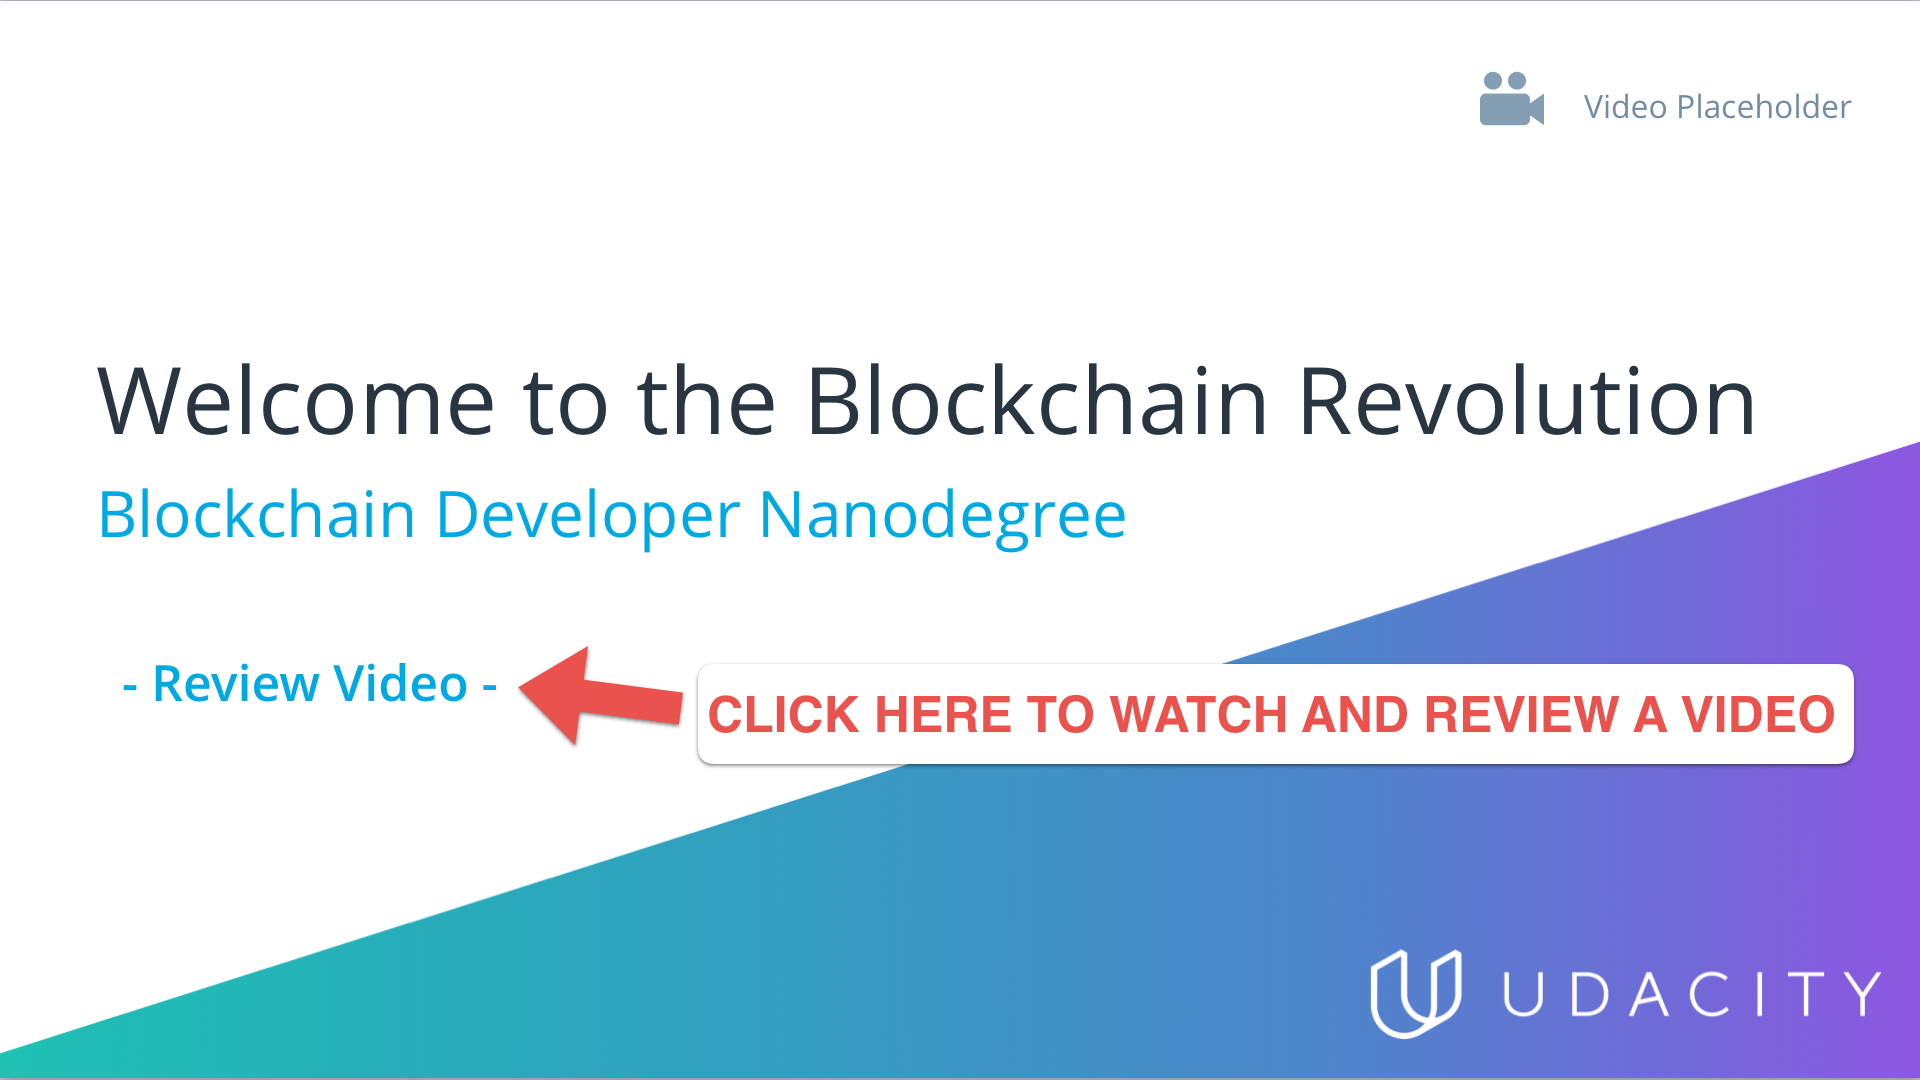 Video Placeholder
Welcome to the Blockchain Revolution
Blockchain Developer Nanodegree
- Review Video -
CLICK HERE TO WATCH AND REVIEW A VIDEO
UDACITY